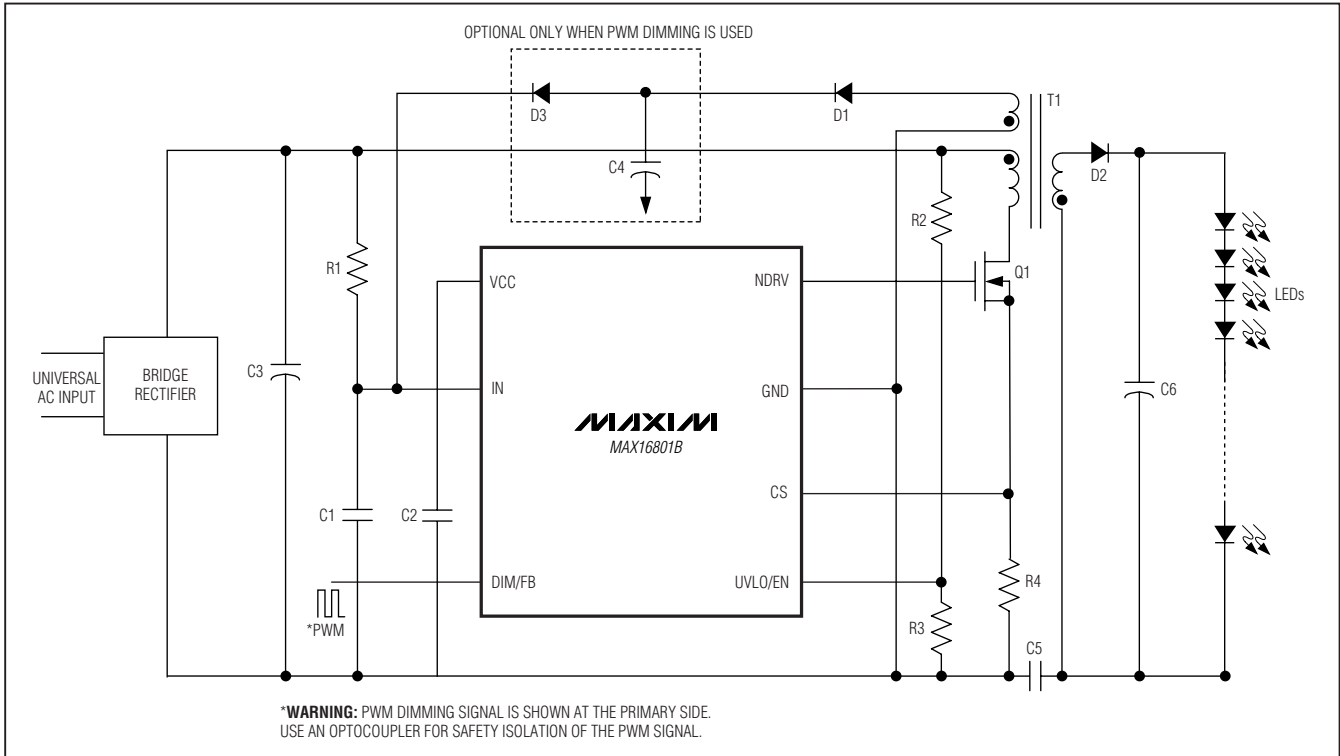 OPTIONAL ONLY WHEN PWM DIMMING IS USED
D3
D1
T1
C4
D2
R2
R1
VCC
NDRV
Q1
LEDs
UNIVERSAL
AC INPUT
BRIDGE
RECTIFIER
C3
IN
GND
C6
MAXIM
MAX16801B
CS
C1
C2
DIM/FB
UVLO/EN
R4
*PWM
R3
C5
*WARNING: PWM DIMMING SIGNAL IS SHOWN AT THE PRIMARY SIDE.
USE AN OPTOCOUPLER FOR SAFETY ISOLATION OF THE PWM SIGNAL.